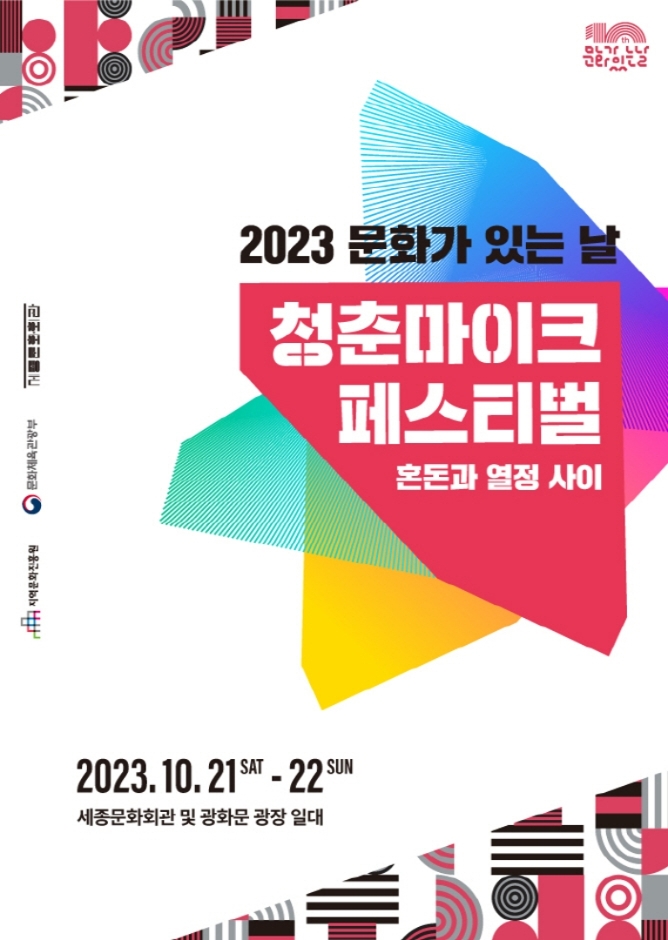 10th
문화가있는날
2023 문화가 있는 날
청춘마이크
페스티벌
혼돈과 열정 사이
문화체육관광부
지역문화진흥원
2023. 10. 21 SAT - 22 SUN
세종문화회관 및 광화문 광장 일대